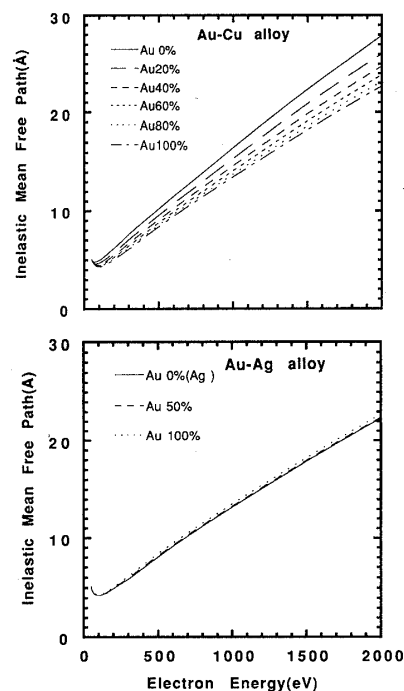 Au-Cu alloy
Au 0%
Au20%
Au40%
Au60%
Au80%
Au100%
30
20
10
0
Inelastic Mean Free Path(Å)
Au-Ag alloy
Au 0%(Ag )
Au 50%
Au 100%
30
20
10
0
Inelastic Mean Free Path(Å)
0 500 1000 1500 2000
Electron Energy(eV)